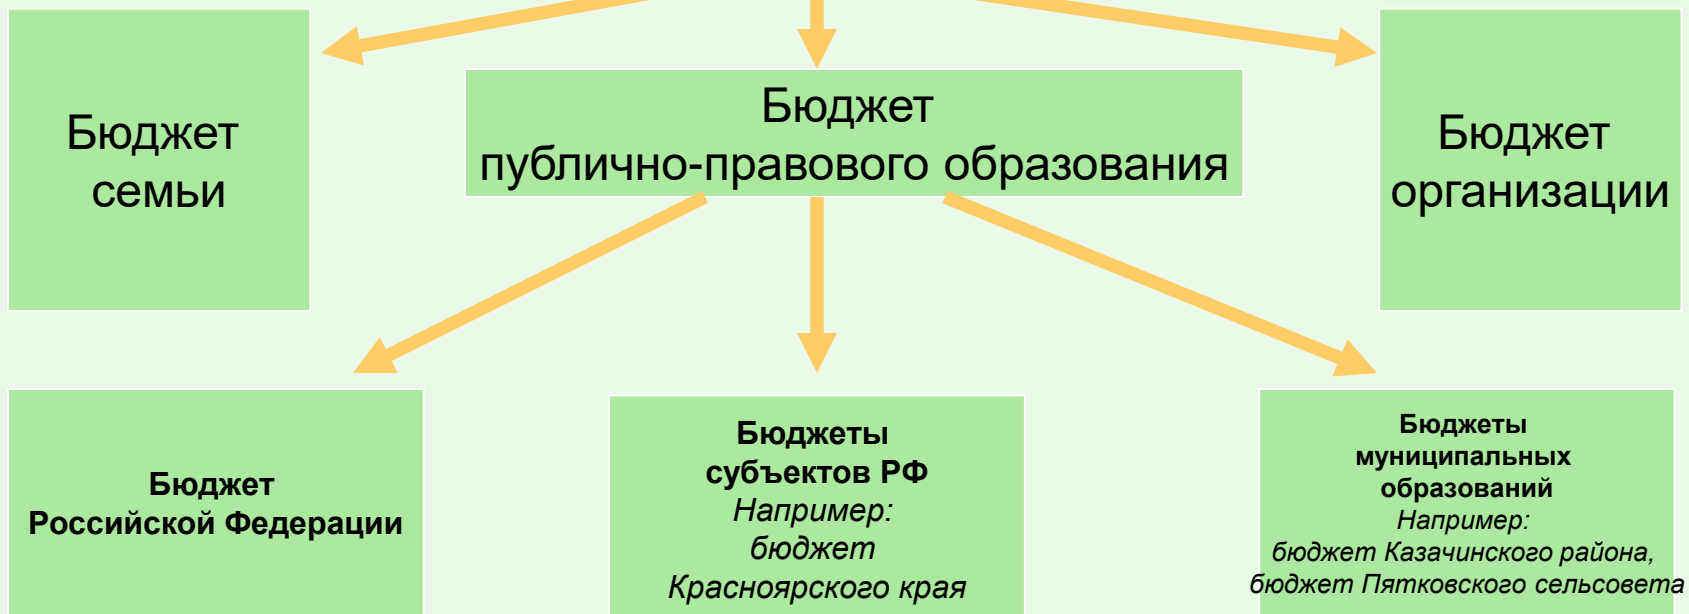 Бюджет
семьи
Бюджет
публично-правового образования
Бюджет
организации
Бюджет
Российской Федерации
Бюджеты
субъектов РФ
Например:
бюджет
Красноярского края
Бюджеты
муниципальных
образований
Например:
бюджет Казачинского района,
бюджет Пятковского сельсовета